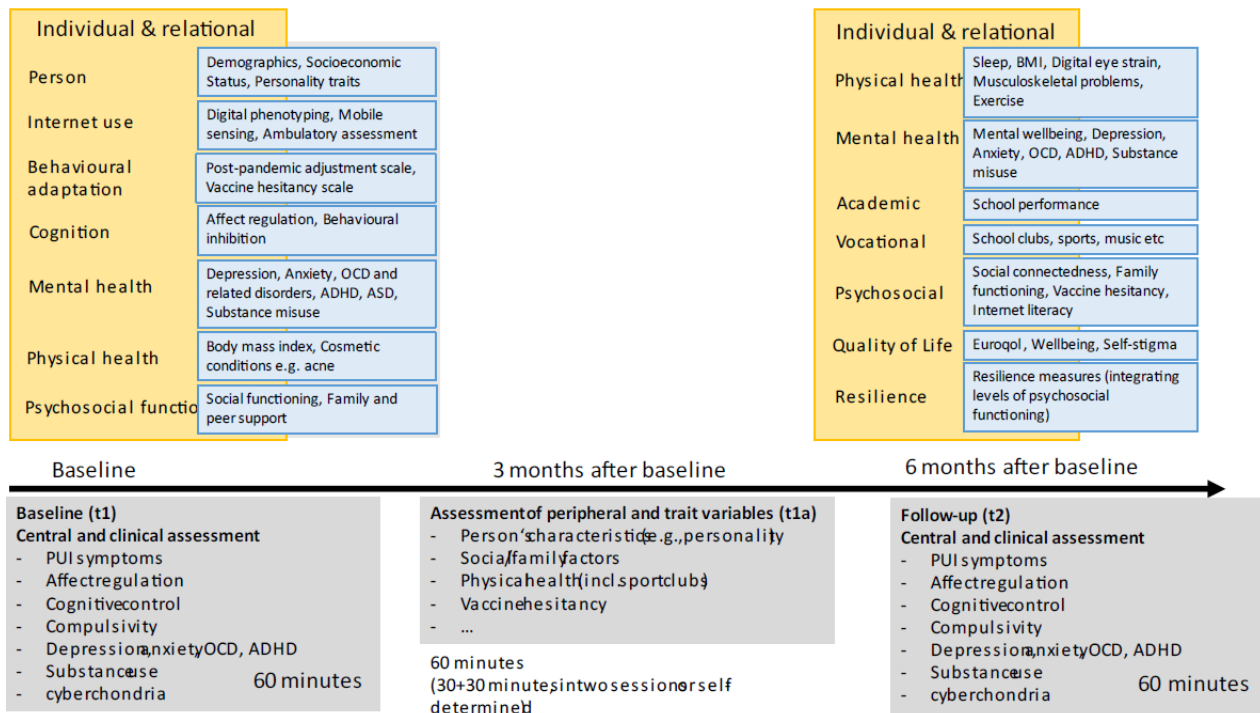 Individual & relational
Person
Demographics, Socioeconomic
Status, Personality traits
Internet use
Digital phenotyping, Mobile
sensing, Ambulatory assessment
Behavioural
adaptation
Post-pandemic adjustment scale,
Vaccine hesitancy scale
Cognition
Affect regulation, Behavioural
inhibition
Mental health
Depression, Anxiety, OCD and
related disorders, ADHD, ASD,
Substance misuse
Physical health
Body mass index, Cosmetic
conditions e.g. acne
Psychosocial functio
Social functioning, Family and
peer support
Individual & relational
Physical health
Sleep, BMI, Digital eye strain,
Musculoskeletal problems,
Exercise
Mental health
Mental wellbeing, Depression,
Anxiety, OCD, ADHD, Substance
misuse
Academic
School performance
Vocational
School clubs, sports, music etc
Psychosocial
Social connectedness, Family
functioning, Vaccine hesitancy,
Internet literacy
Quality of Life
Euroqol, Wellbeing, Self-stigma
Resilience
Resilience measures (integrating
levels of psychosocial
functioning)
Baseline
3 months after baseline
6 months after baseline
Baseline (t1)
Central and clinical assessment
- PUI symptoms
- Affect regulation
- Cognitive control
- Compulsivity
- Depression, anxiety, OCD, ADHD
- Substance use
- cyberchondria
60 minutes
Assessment of peripheral and trait variables (t1a)
- Person's characteristics (e.g., personality)
- Social/family factors
- Physical health (incl. sport clubs)
- Vaccine hesitancy
- ...
60 minutes
(30+30 minutes, in two sessions or self-
determined)
Follow-up (t2)
Central and clinical assessment
- PUI symptoms
- Affect regulation
- Cognitive control
- Compulsivity
- Depression, anxiety, OCD, ADHD
- Substance use
- cyberchondria
60 minutes